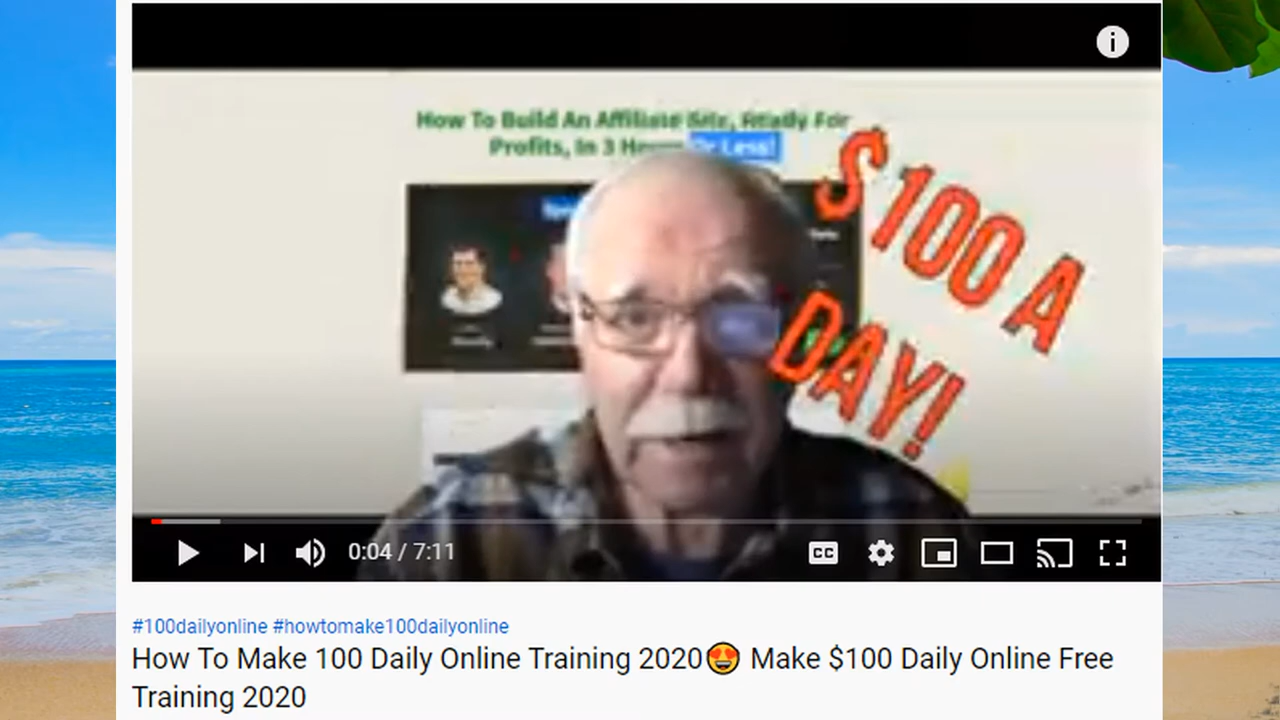 How To Build An Affiliate Site, Ready For
Profits, In 3 Hours Or Less!
$100 A
DAY!
0:04 / 7:11
CC
#100dailyonline #howtomake100dailyonline
How To Make 100 Daily Online Training 2020😍 Make $100 Daily Online Free
Training 2020